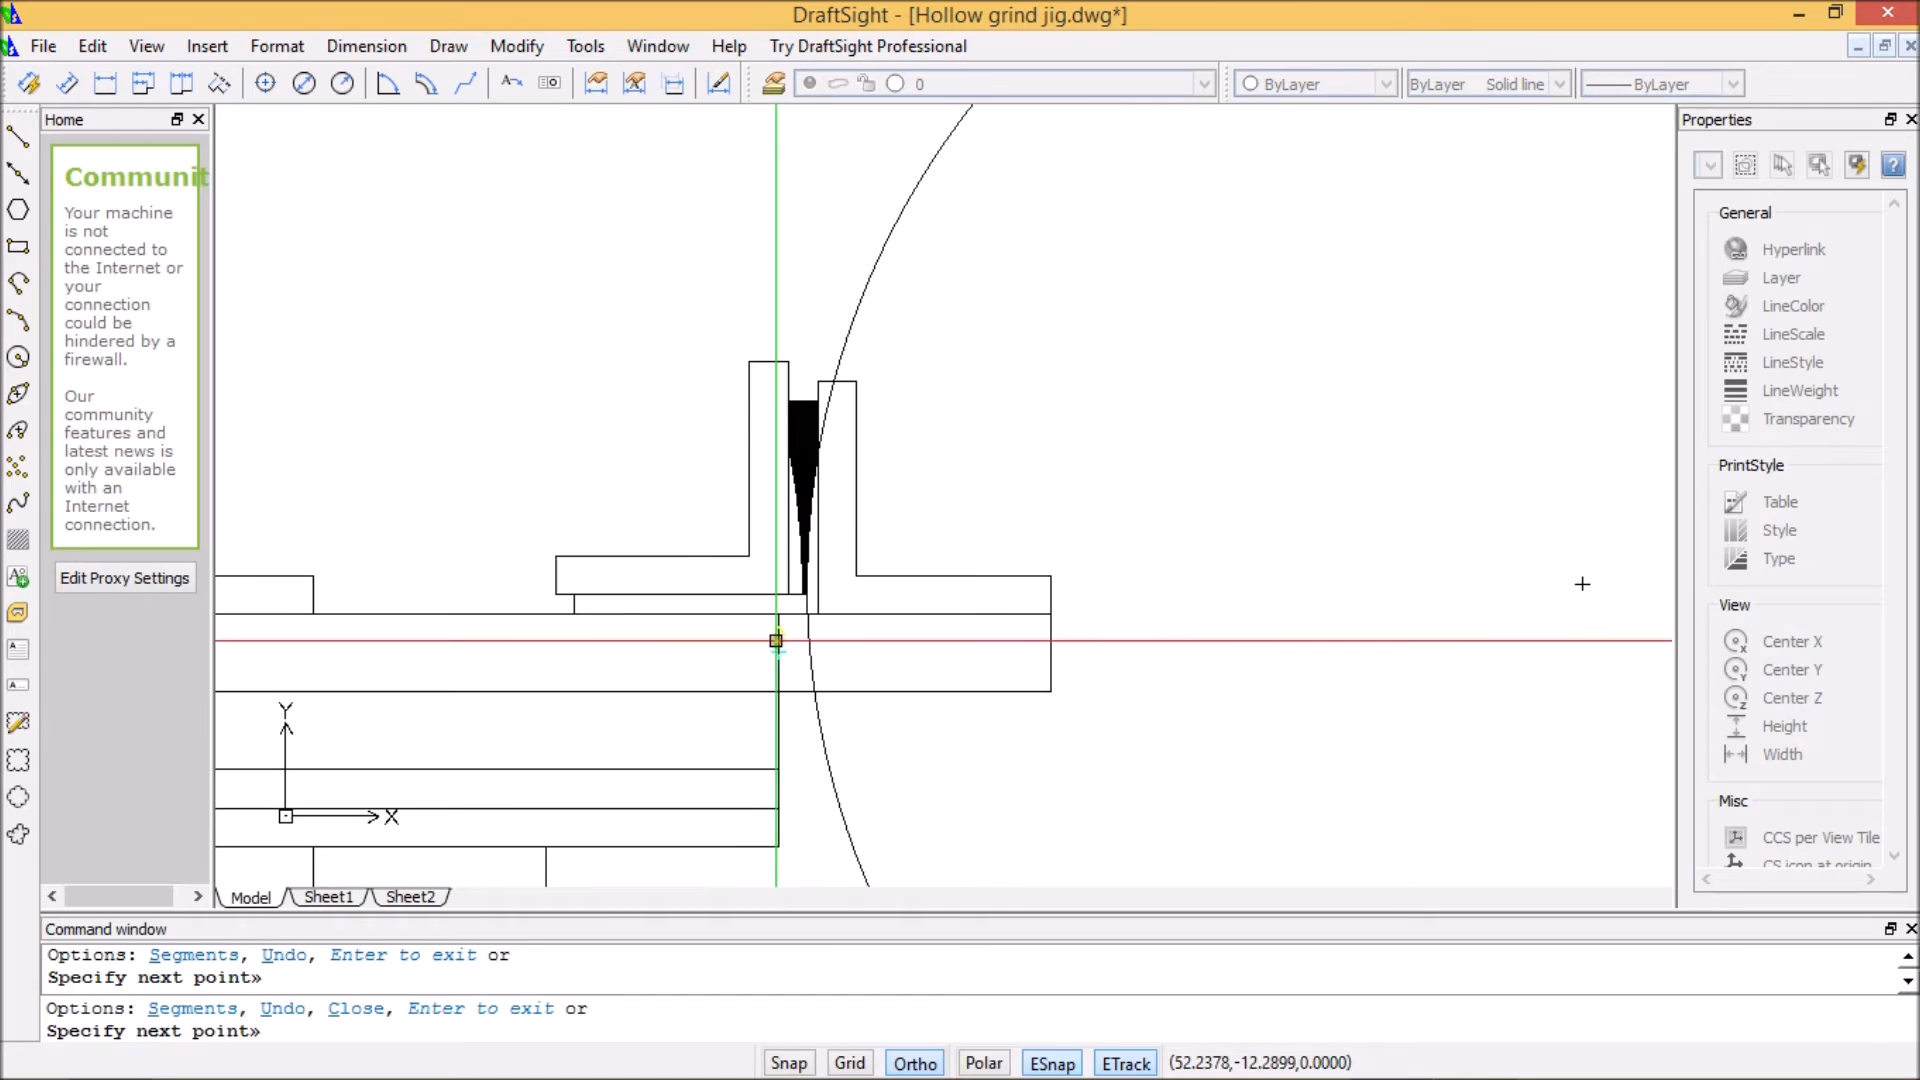 DraftSight - [Hollow grind jig.dwg*]
File Edit View Insert Format Dimension Draw Modify Tools Window Help Try DraftSight Professional
0 ByLayer ByLayer Solid line ByLayer
Home
Communit
Your machine
is not
connected to
the Internet or
your
connection
could be
hindered by a
firewall.
Our
community
features and
latest news is
only available
with an
Internet
connection.
Edit Proxy Settings
Y
X
Properties
General
Hyperlink
Layer
LineColor
LineScale
LineStyle
LineWeight
Transparency
PrintStyle
Table
Style
Type
View
Center X
Center Y
Center Z
Height
Width
Misc
CCS per View Tile
CS icon at origin
Model Sheet1 Sheet2
Command window
Options: Segments, Undo, Enter to exit or
Specify next point»
Options: Segments, Undo, Close, Enter to exit or
Specify next point»
Snap Grid Ortho Polar ESnap ETrack (52.2378,-12.2899,0.0000)